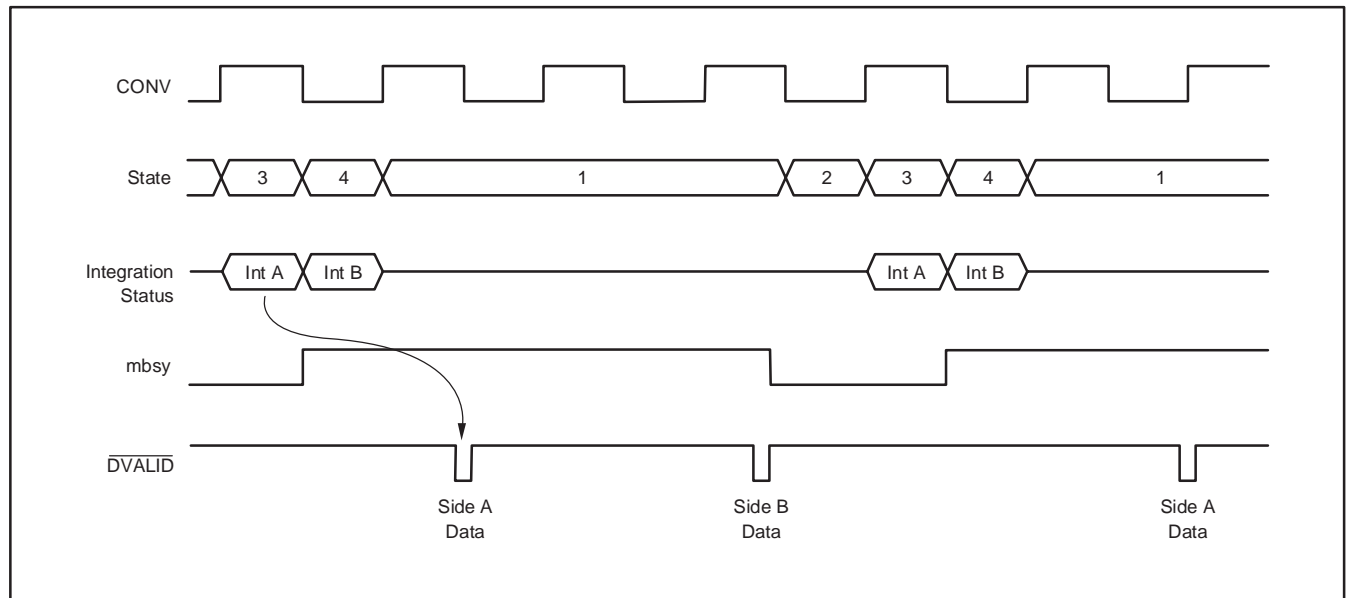 CONV
State
3
4
1
2
3
4
1
Integration
Status
Int A
Int B
Int A
Int B
mbsy
DVALID
Side A
Data
Side B
Data
Side A
Data